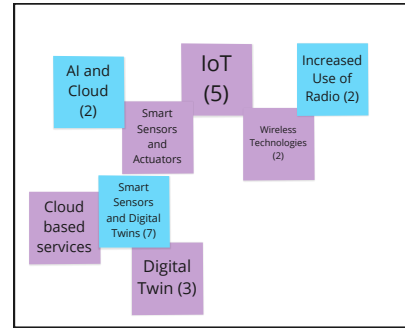 AI and
Cloud
(2)
IoT
(5)
Increased
Use of
Radio (2)
Smart
Sensors
and
Actuators
Wireless
Technologies
(2)
Cloud
based
services
Smart
Sensors
and Digital
Twins (7)
Digital
Twin (3)